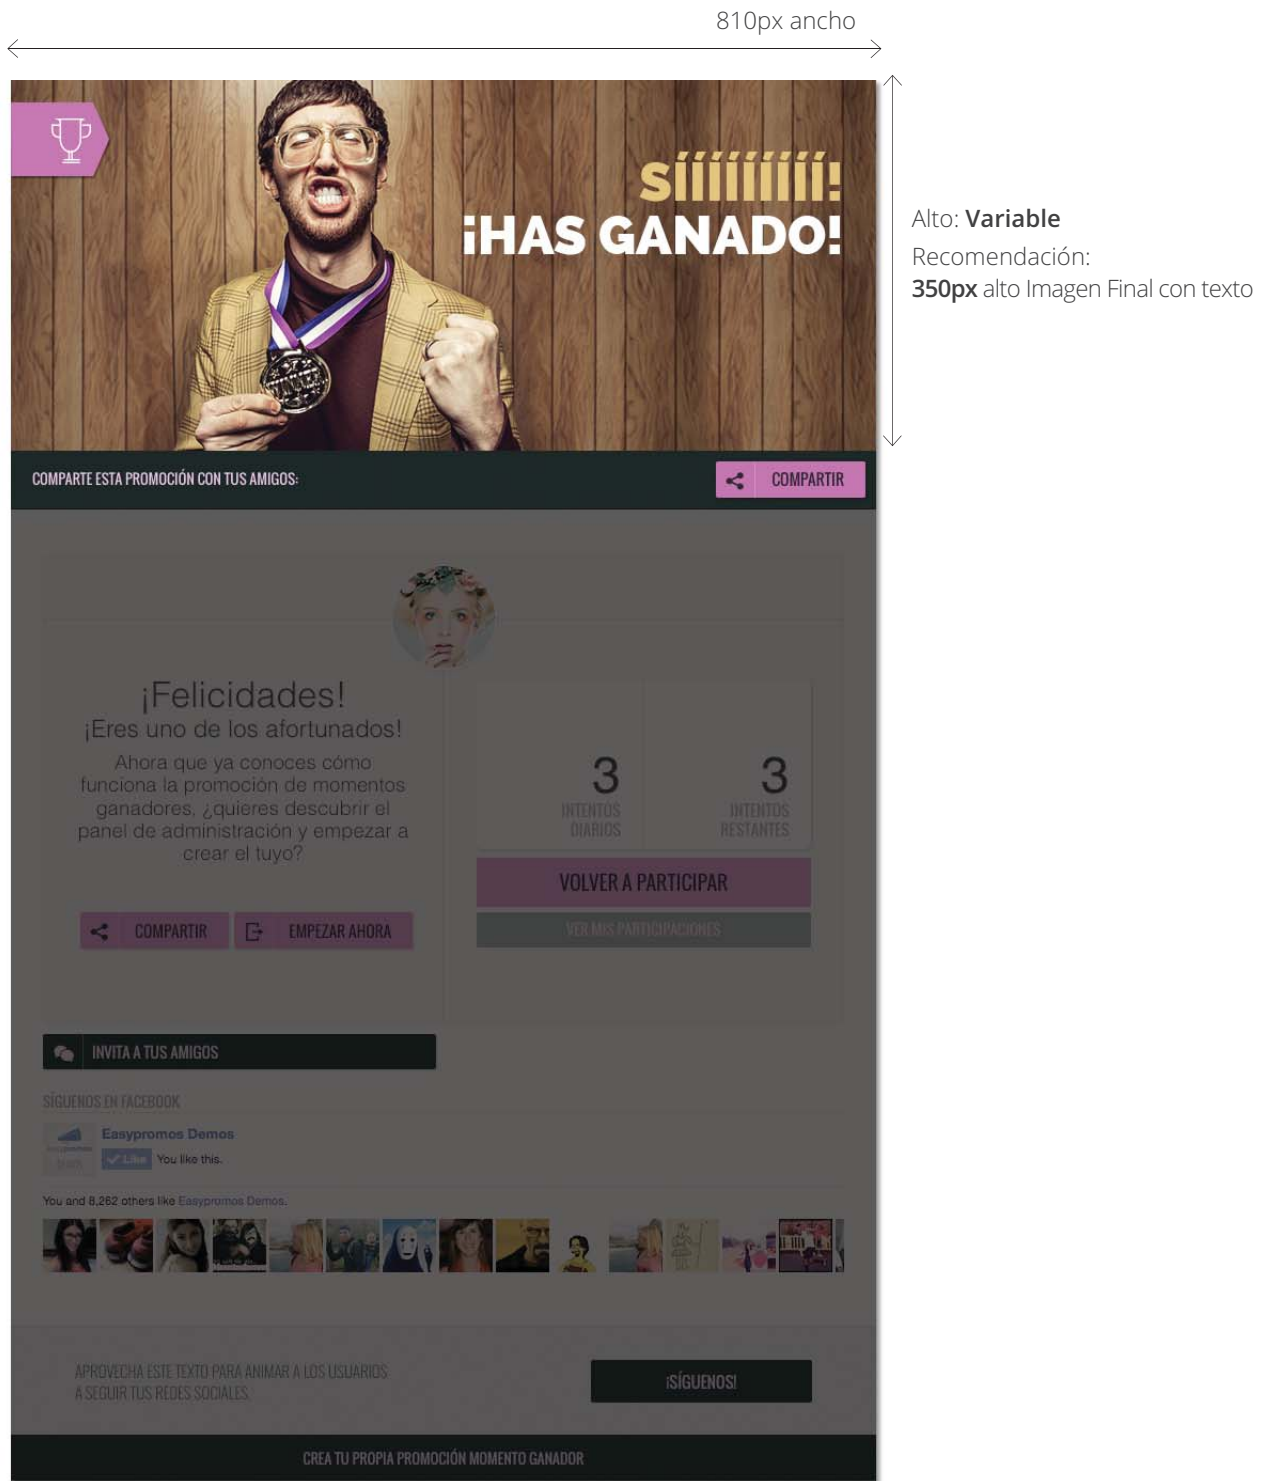 810px ancho
SÍÍÍÍÍÍÍÍÍ!
¡HAS GANADO!
Alto: Variable
Recomendación:
350px alto Imagen Final con texto
COMPARTE ESTA PROMOCIÓN CON TUS AMIGOS:
COMPARTIR
¡Felicidades!
¡Eres uno de los afortunados!
Ahora que ya conoces cómo
funciona la promoción de momentos
ganadores, ¿quieres descubrir el
panel de administración y empezar a
crear el tuyo?
COMPARTIR
EMPEZAR AHORA
3
INTENTOS
DIARIOS
3
INTENTOS
RESTANTES
VOLVER A PARTICIPAR
VER MIS PARTICIPACIONES
INVITA A TUS AMIGOS
SÍGUENOS EN FACEBOOK
Easypromos Demos
Like You like this.
You and 8,262 others like Easypromos Demos.
APROVECHA ESTE TEXTO PARA ANIMAR A LOS USUARIOS
A SEGUIR TUS REDES SOCIALES
¡SÍGUENOS!
CREA TU PROPIA PROMOCIÓN MOMENTO GANADOR